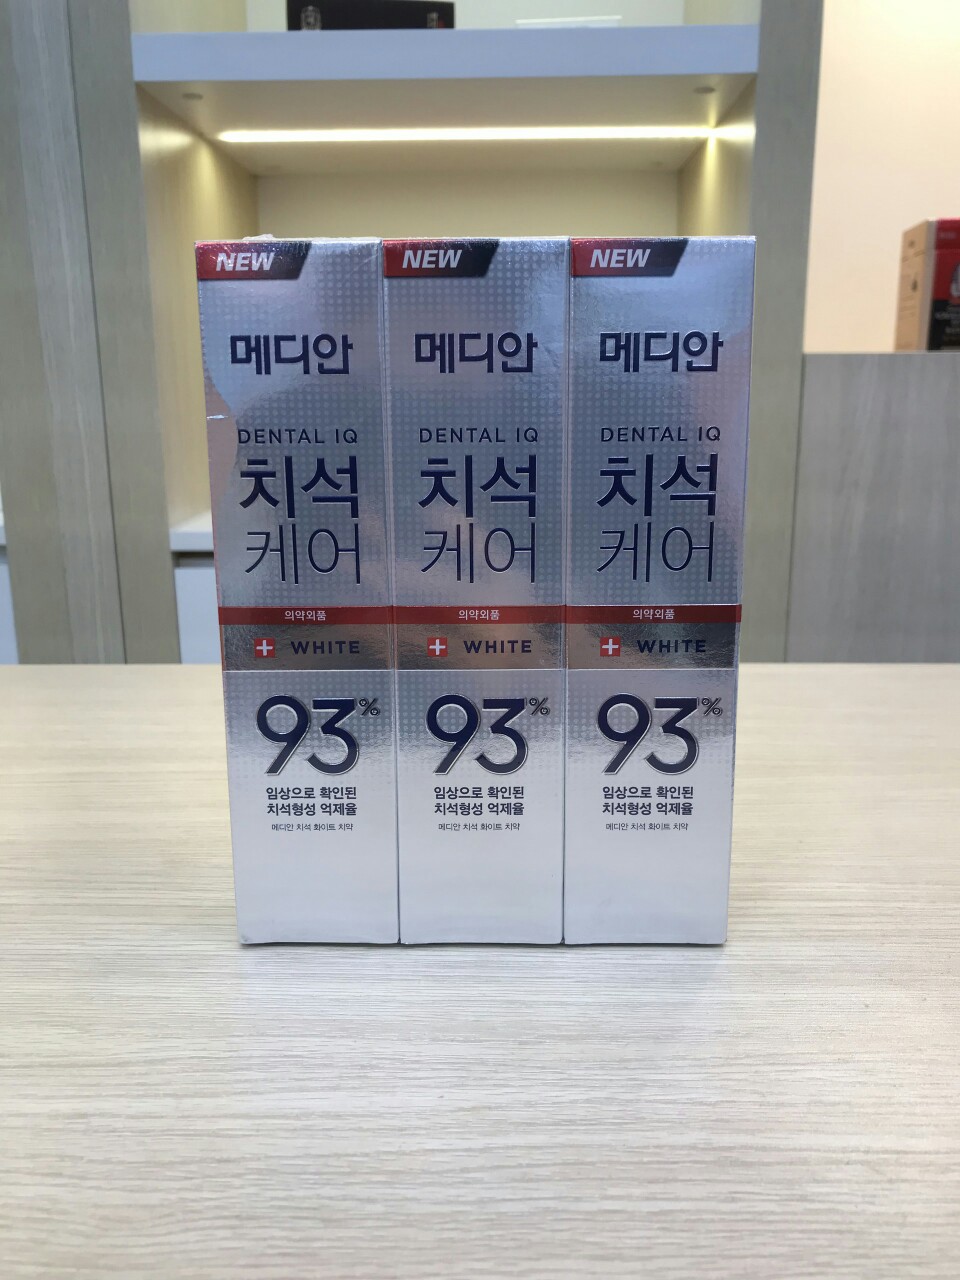 NEW
메디안
DENTAL IQ
치석
케어
의약외품
WHITE
93%
임상으로 확인된
치석형성 억제율
메디안 치석 화이트 치약
NEW
메디안
DENTAL IQ
치석
케어
의약외품
WHITE
93%
임상으로 확인된
치석형성 억제율
메디안 치석 화이트 치약
NEW
메디안
DENTAL IQ
치석
케어
의약외품
WHITE
93%
임상으로 확인된
치석형성 억제율
메디안 치석 화이트 치약